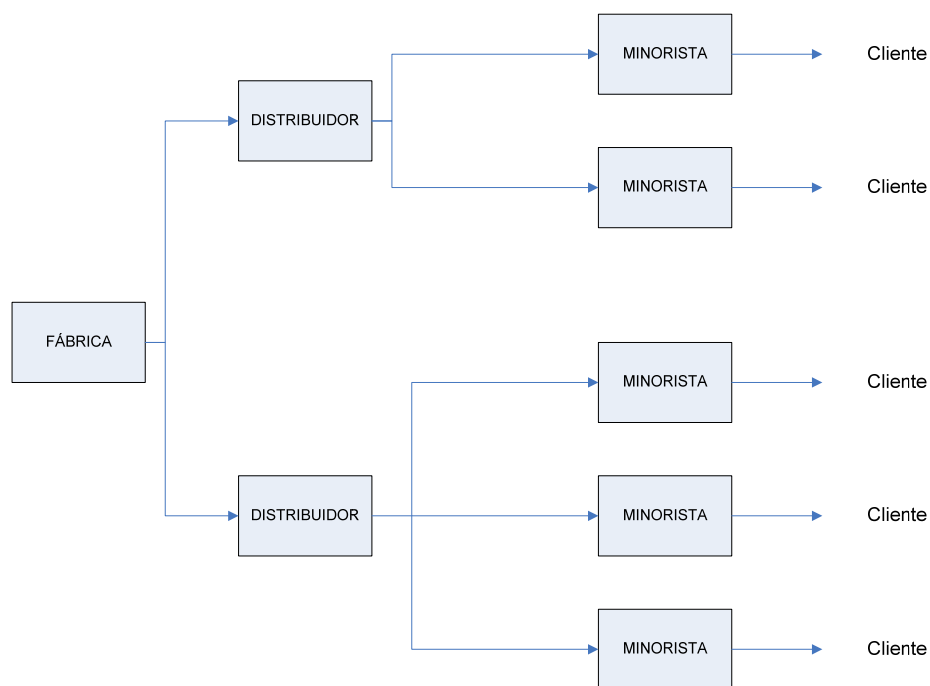 MINORISTA
Cliente
DISTRIBUIDOR
MINORISTA
Cliente
FÁBRICA
MINORISTA
Cliente
DISTRIBUIDOR
MINORISTA
Cliente
MINORISTA
Cliente